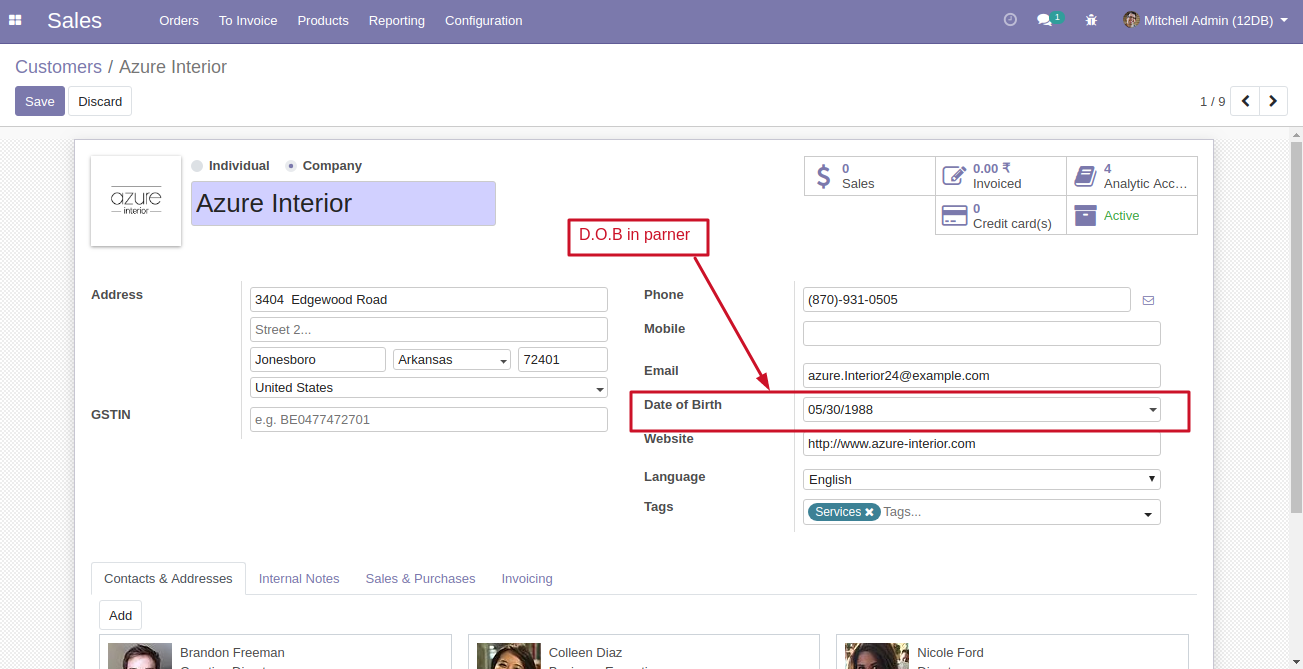 Sales Orders To Invoice Products Reporting Configuration 1 Mitchell Admin (12DB)
Customers / Azure Interior
Save Discard 1 / 9
azure
interior
Individual Company
Azure Interior
0
Sales
0.00 ₹
Invoiced
4
Analytic Acc...
0
Credit card(s)
Active
D.O.B in parner
Address
3404 Edgewood Road
Street 2...
Jonesboro Arkansas 72401
United States
GSTIN e.g. BE0477472701
Phone (870)-931-0505
Mobile
Email azure.Interior24@example.com
Date of Birth 05/30/1988
Website http://www.azure-interior.com
Language English
Tags Services Tags...
Contacts & Addresses Internal Notes Sales & Purchases Invoicing
Add
Brandon Freeman Colleen Diaz Nicole Ford